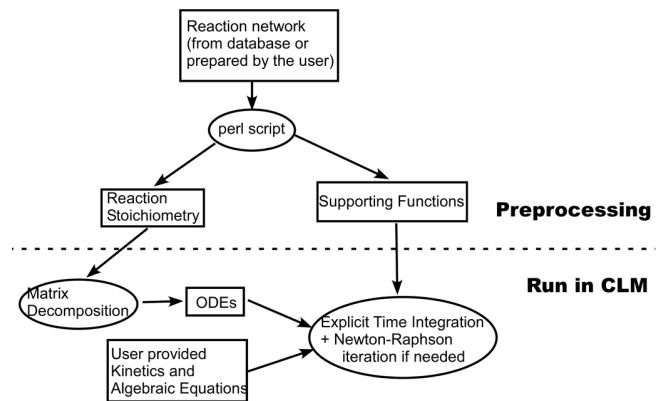 Reaction network
(from database or
prepared by the user)
perl script
Reaction
Stoichiometry
Supporting Functions
Preprocessing
Run in CLM
Matrix
Decomposition
ODEs
Explicit Time Integration
+ Newton-Raphson
iteration if needed
User provided
Kinetics and
Algebraic Equations